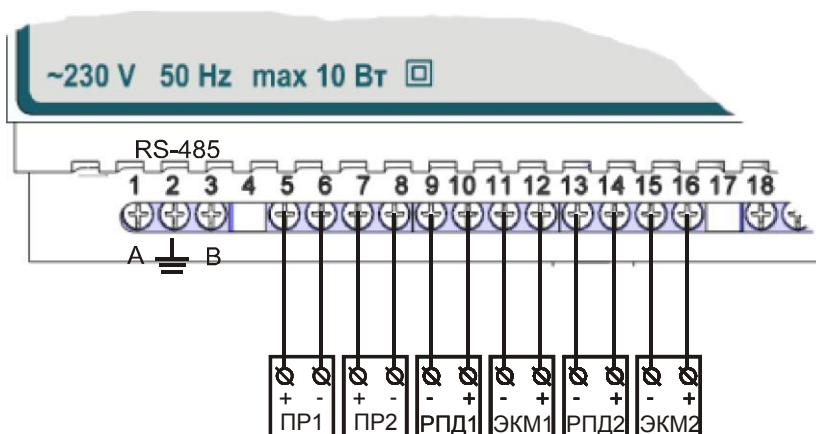 ~230 V 50 Hz max 10 Вт
RS-485
1 2 3 4 5 6 7 8 9 10 11 12 13 14 15 16 17 18
A B
+ - + - - + - + - + - +
ПР1 ПР2 РПД1 ЭКМ1 РПД2 ЭКМ2